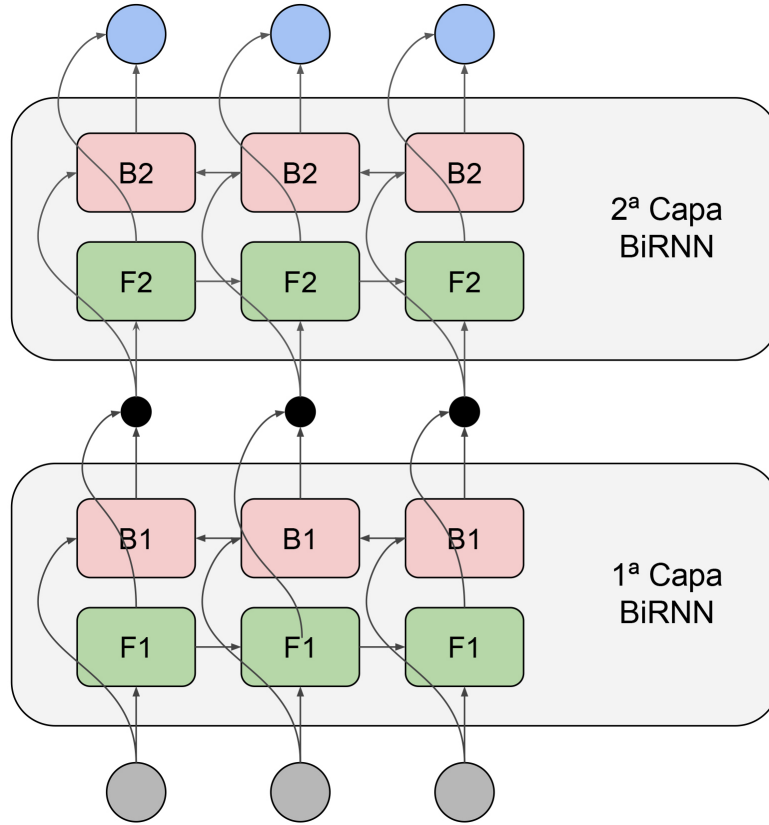 B2 B2 B2
2ª Capa
BiRNN
F2 F2 F2
B1 B1 B1
1ª Capa
BiRNN
F1 F1 F1